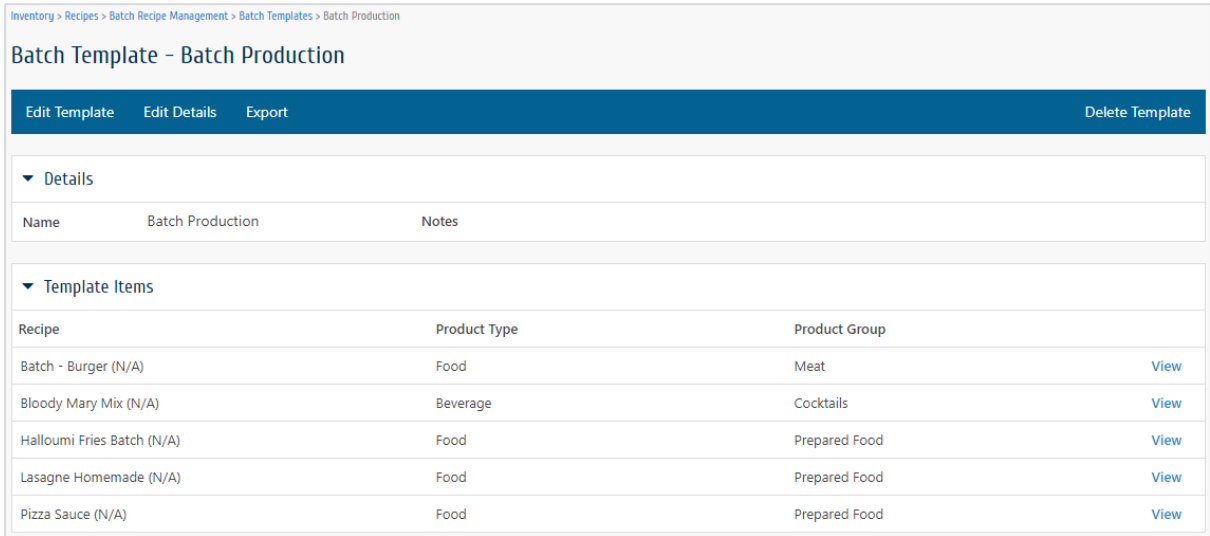 Inventory > Recipes > Batch Recipe Management > Batch Templates > Batch Production
Batch Template - Batch Production
Edit Template Edit Details Export Delete Template
Details
Name Batch Production Notes
Template Items
Recipe Product Type Product Group
Batch - Burger (N/A) Food Meat View
Bloody Mary Mix (N/A) Beverage Cocktails View
Halloumi Fries Batch (N/A) Food Prepared Food View
Lasagne Homemade (N/A) Food Prepared Food View
Pizza Sauce (N/A) Food Prepared Food View